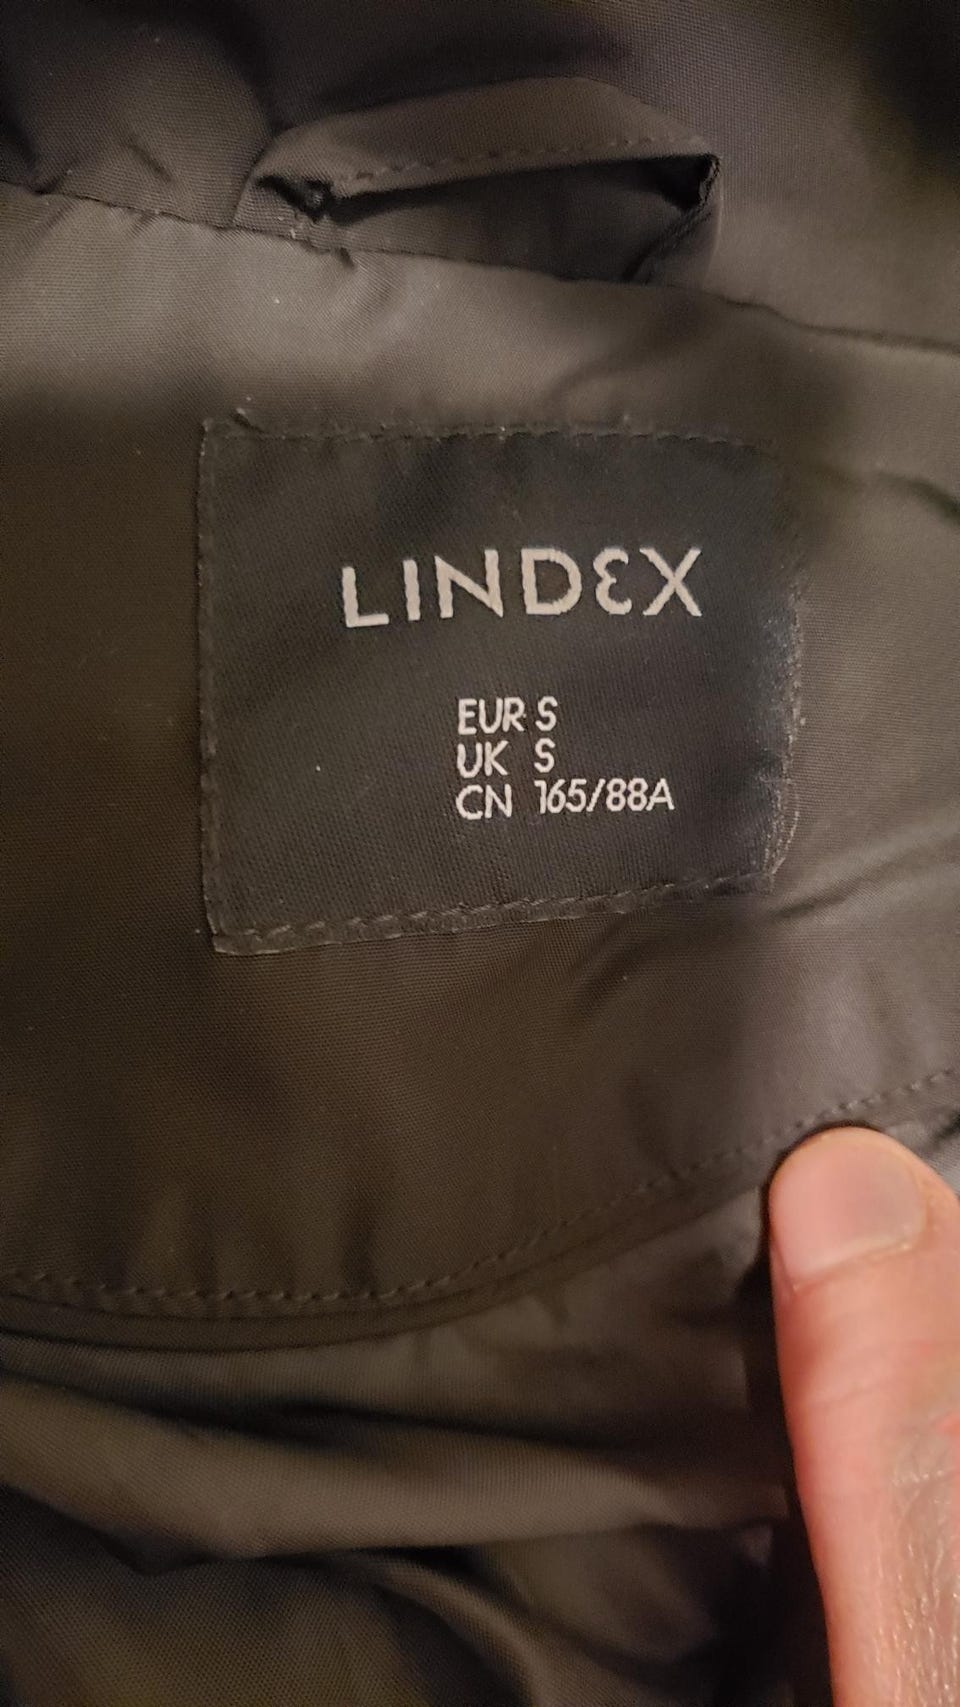 LINDEX
EUR S
UK S
CN 165/88A